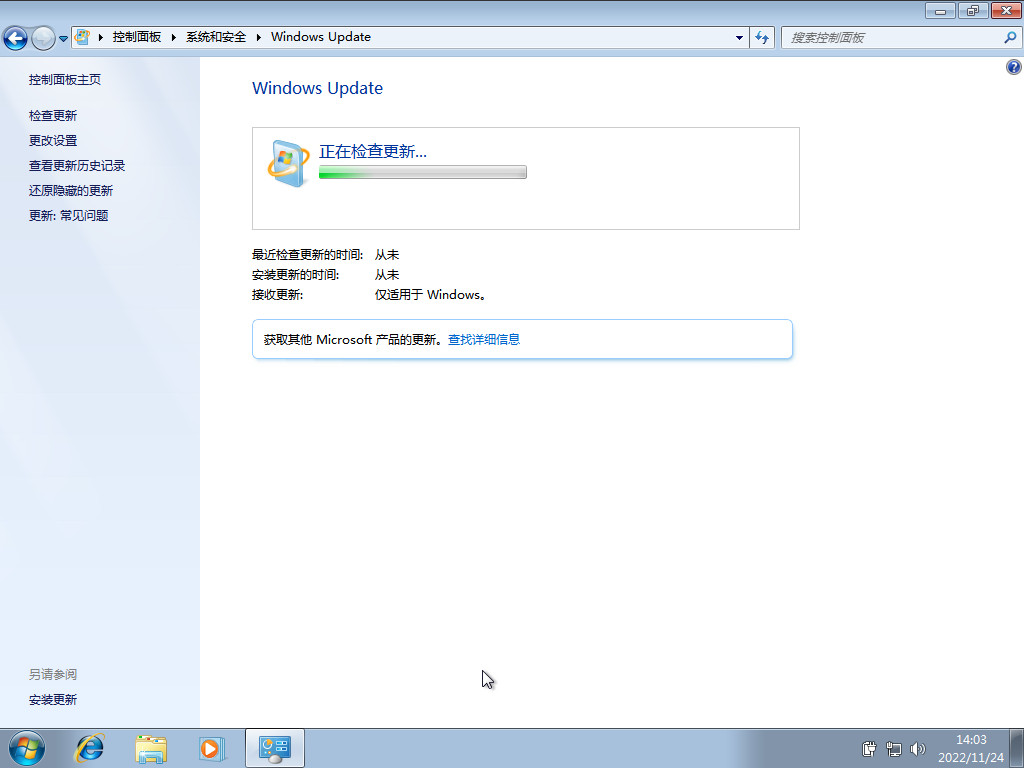 控制面板 系统和安全 Windows Update
搜索控制面板
控制面板主页
检查更新
更改设置
查看更新历史记录
还原隐藏的更新
更新: 常见问题
Windows Update
正在检查更新...
最近检查更新的时间: 从未
安装更新的时间: 从未
接收更新: 仅适用于 Windows。
获取其他 Microsoft 产品的更新。查找详细信息
另请参阅
安装更新
14:03
2022/11/24